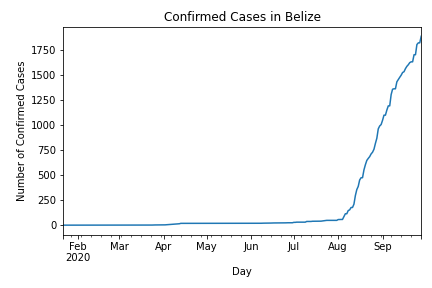 Confirmed Cases in Belize
Number of Confirmed Cases
1750
1500
1250
1000
750
500
250
0
Feb Mar Apr May Jun Jul Aug Sep
2020
Day